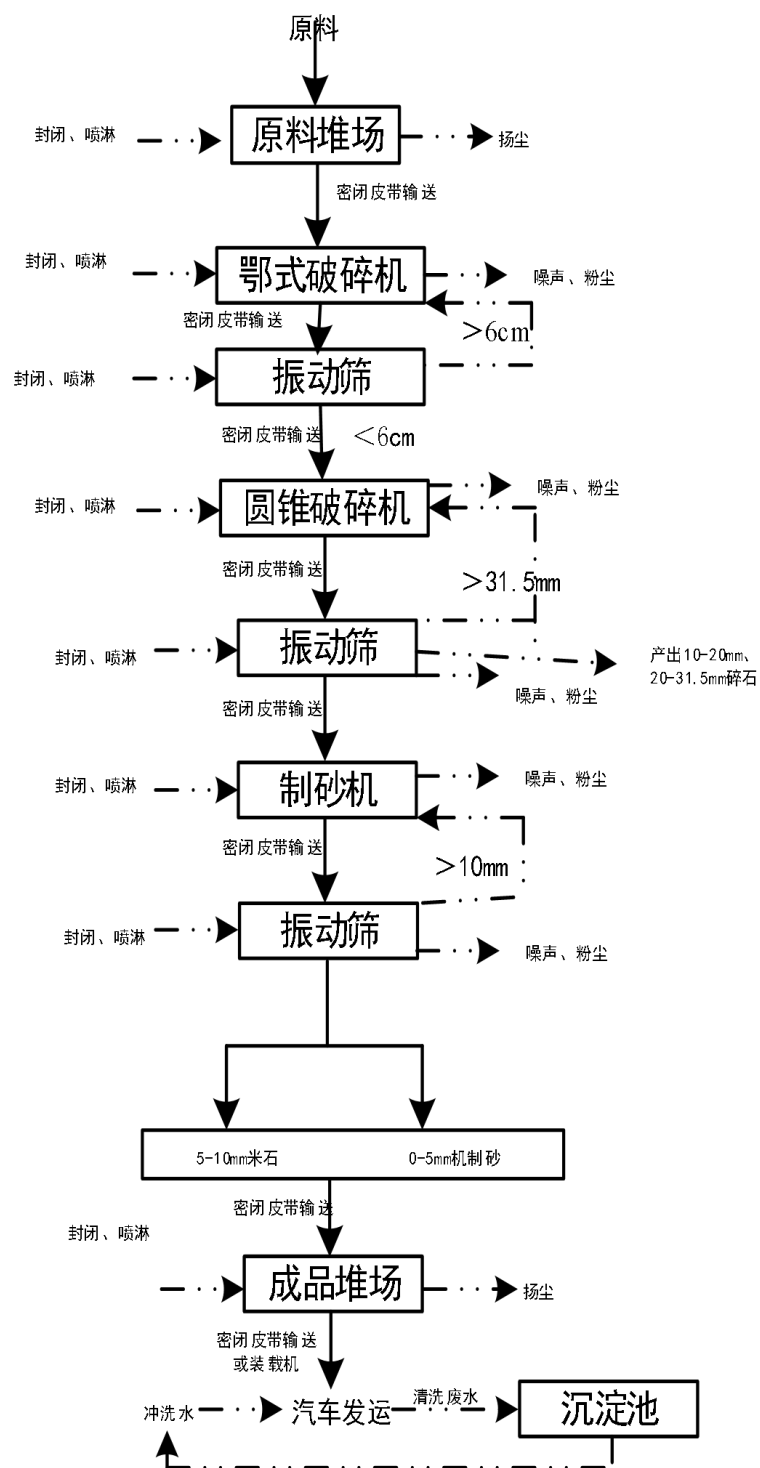 原料
封闭、喷淋
原料堆场
扬尘
密闭皮带输送
封闭、喷淋
鄂式破碎机
噪声、粉尘
密闭皮带输送
>6cm
封闭、喷淋
振动筛
密闭皮带输送
<6cm
封闭、喷淋
圆锥破碎机
噪声、粉尘
密闭皮带输送
>31.5mm
封闭、喷淋
振动筛
产出10-20mm、
20-31.5mm碎石
噪声、粉尘
密闭皮带输送
封闭、喷淋
制砂机
噪声、粉尘
密闭皮带输送
>10mm
封闭、喷淋
振动筛
噪声、粉尘
5-10mm米石
0-5mm机制砂
密闭皮带输送
封闭、喷淋
成品堆场
扬尘
密闭皮带输送
或装载机
冲洗水
汽车发运
清洗废水
沉淀池